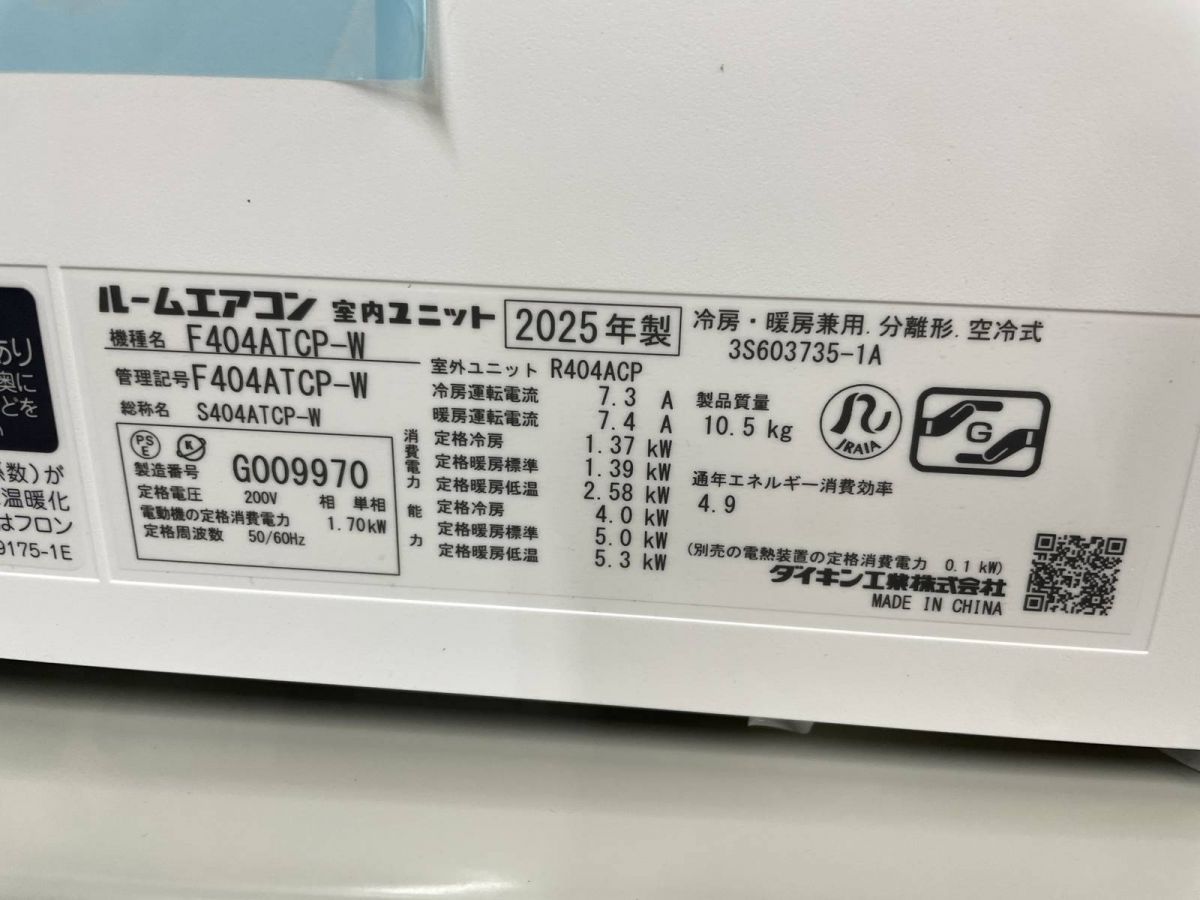 あり
奥に
どを
い
係数)が
温暖化
はフロン
9175-1E
ルームエアコン 室内ユニット 2025年製 冷房・暖房兼用. 分離形. 空冷式
3S603735-1A
機種名 F404ATCP-W
管理記号 F404ATCP-W
総称名 S404ATCP-W
PSE
K
製造番号 G009970
定格電圧 200V 相 単相
電動機の定格消費電力 1.70kW
定格周波数 50/60Hz
室外ユニット R404ACP
冷房運転電流 7.3 A
暖房運転電流 7.4 A
消費電力
定格冷房 1.37 kW
定格暖房標準 1.39 kW
定格暖房低温 2.58 kW
能力
定格冷房 4.0 kW
定格暖房標準 5.0 kW
定格暖房低温 5.3 kW
製品質量
10.5 kg
JRAIA
G
通年エネルギー消費効率
4.9
(別売の電熱装置の定格消費電力 0.1 kW)
ダイキン工業株式会社
MADE IN CHINA